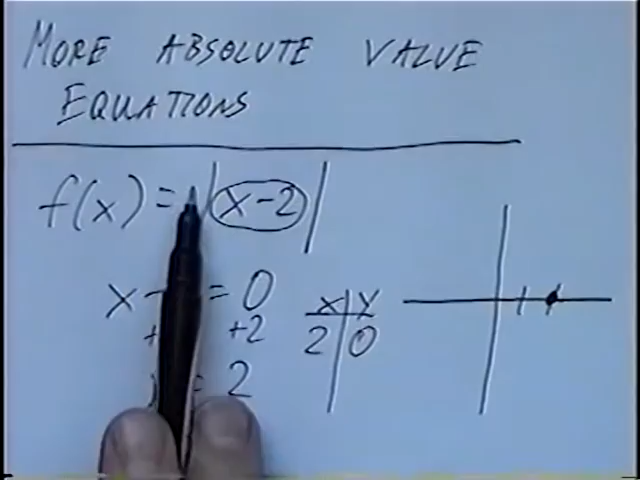 MORE ABSOLUTE VALUE
EQUATIONS
f(x) = |x-2|
x- = 0
+ +2
= 2
x y
2 0